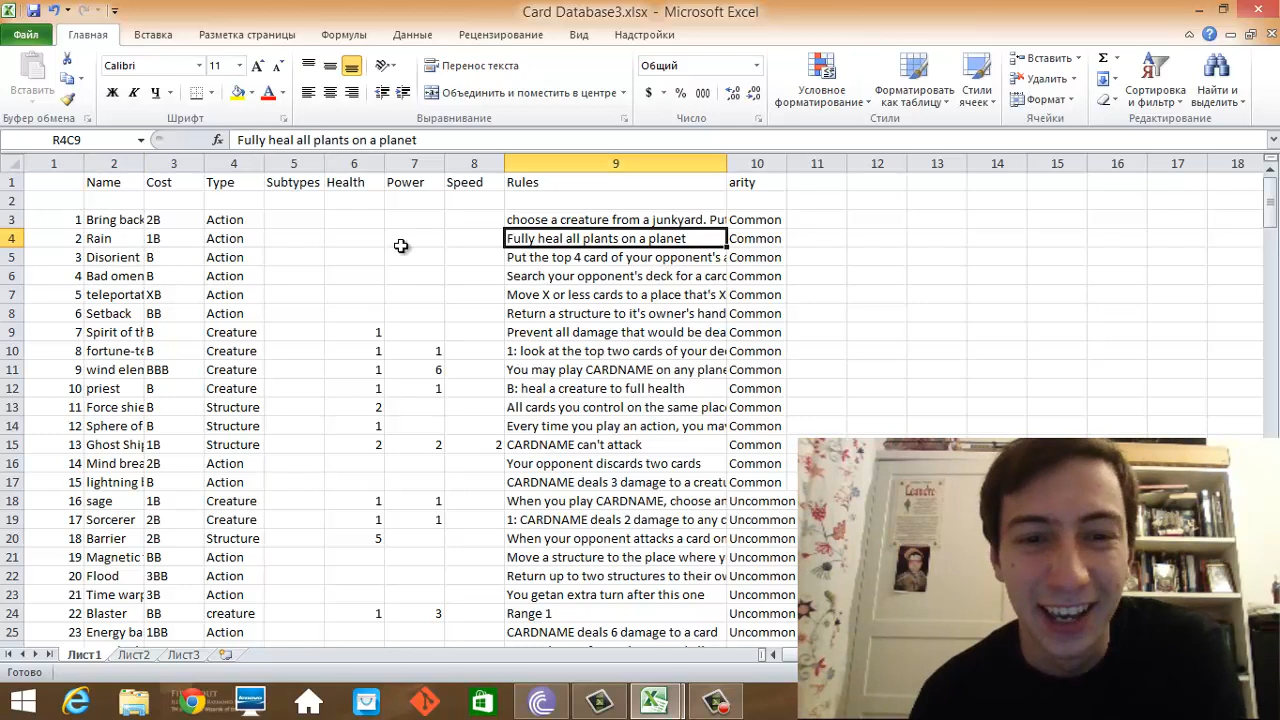 Card Database3.xlsx - Microsoft Excel
Файл Главная Вставка Разметка страницы Формулы Данные Рецензирование Вид Надстройки
Calibri 11 Перенос текста Общий Вставить
Вставить Ж К Ч Объединить и поместить в центре $ % 000 Условное форматирование Форматировать как таблицу Стили ячеек Удалить Сортировка и фильтр Найти и выделить
Формат
Буфер обмена Шрифт Выравнивание Число Стили Ячейки Редактирование
R4C9 fx Fully heal all plants on a planet
1 2 3 4 5 6 7 8 9 10 11 12 13 14 15 16 17 18
1 Name Cost Type Subtypes Health Power Speed Rules arity
2
3 1 Bring back 2B Action choose a creature from a junkyard. Put Common
4 2 Rain 1B Action Fully heal all plants on a planet Common
5 3 Disorient B Action Put the top 4 card of your opponent's a Common
6 4 Bad omen B Action Search your opponent's deck for a card Common
7 5 teleportat XB Action Move X or less cards to a place that's X Common
8 6 Setback BB Action Return a structure to it's owner's hand Common
9 7 Spirit of th B Creature 1 Prevent all damage that would be dea Common
10 8 fortune-te B Creature 1 1 1: look at the top two cards of your de Common
11 9 wind elem BBB Creature 1 6 You may play CARDNAME on any plane Common
12 10 priest B Creature 1 1 B: heal a creature to full health Common
13 11 Force shie B Structure 2 All cards you control on the same plac Common
14 12 Sphere of B Structure 1 Every time you play an action, you may Common
15 13 Ghost Ship 1B Structure 2 2 2 CARDNAME can't attack Common
16 14 Mind brea 2B Action Your opponent discards two cards Common
17 15 lightning b Action CARDNAME deals 3 damage to a creatu Common
18 16 sage 1B Creature 1 1 When you play CARDNAME, choose an Uncommon
19 17 Sorcerer 2B Creature 1 1 1: CARDNAME deals 2 damage to any c Uncommon
20 18 Barrier 2B Structure 5 When your opponent attacks a card on Uncommon
21 19 Magnetic BB Action Move a structure to the place where y Uncommon
22 20 Flood 3BB Action Return up to two structures to their ow Uncommon
23 21 Time warp 3B Action You getan extra turn after this one Uncommon
24 22 Blaster BB creature 1 3 Range 1 Uncommon
25 23 Energy ba 1BB Action CARDNAME deals 6 damage to a card Uncommon
Лист1 Лист2 Лист3
Готово